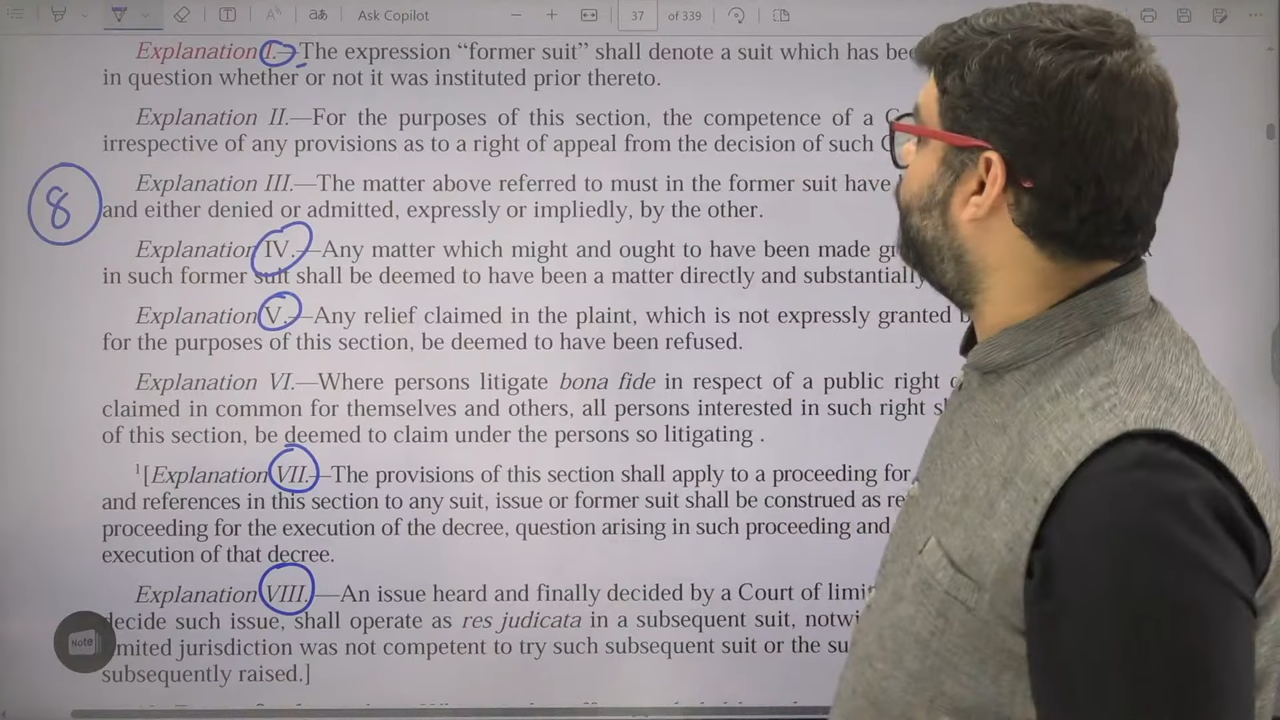 Ask Copilot
37 of 339
Explanation I.—The expression “former suit” shall denote a suit which has
in question whether or not it was instituted prior thereto.
Explanation II.—For the purposes of this section, the competence of a
irrespective of any provisions as to a right of appeal from the decision of such
8
Explanation III.—The matter above referred to must in the former suit have
and either denied or admitted, expressly or impliedly, by the other.
Explanation IV.—Any matter which might and ought to have been made
in such former suit shall be deemed to have been a matter directly and substantially
Explanation V.—Any relief claimed in the plaint, which is not expressly granted
for the purposes of this section, be deemed to have been refused.
Explanation VI.—Where persons litigate bona fide in respect of a public right
claimed in common for themselves and others, all persons interested in such right
of this section, be deemed to claim under the persons so litigating .
1[Explanation VII.—The provisions of this section shall apply to a proceeding for
and references in this section to any suit, issue or former suit shall be construed as
proceeding for the execution of the decree, question arising in such proceeding and
execution of that decree.
Explanation VIII.—An issue heard and finally decided by a Court of
decide such issue, shall operate as res judicata in a subsequent suit,
Note
limited jurisdiction was not competent to try such subsequent suit or the
subsequently raised.]